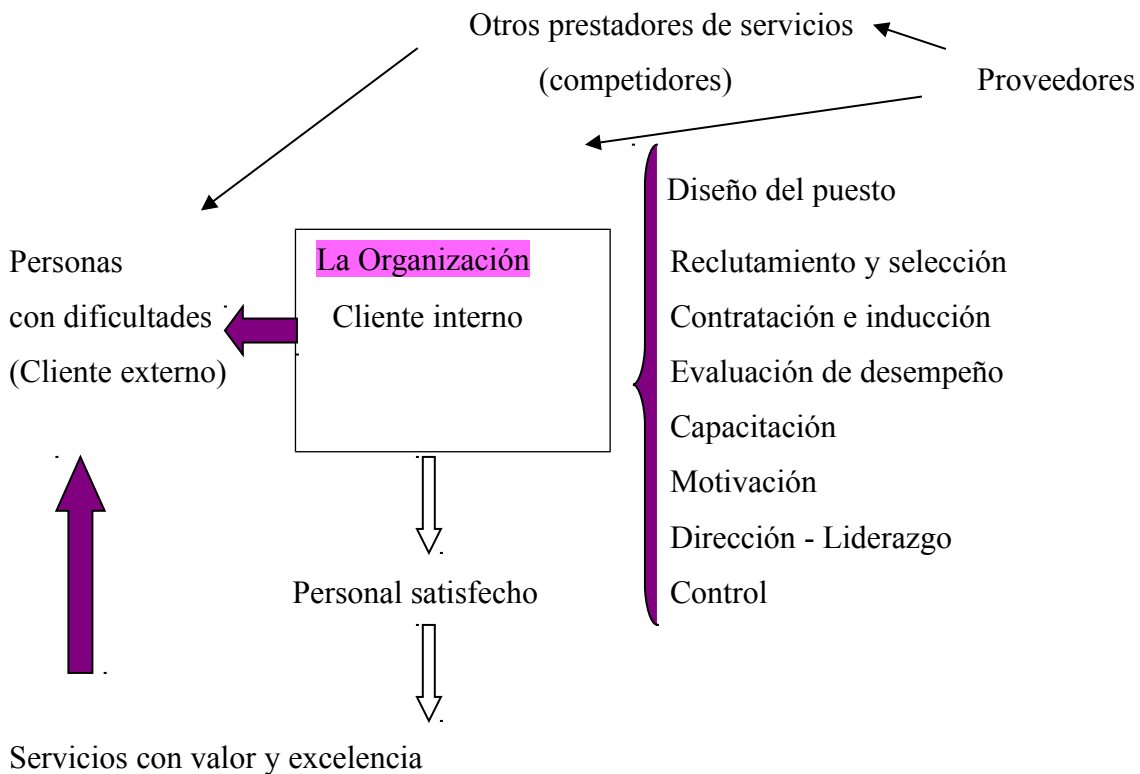 Otros prestadores de servicios
(competidores)
Proveedores
Personas
con dificultades
(Cliente externo)
La Organización
Cliente interno
Diseño del puesto
Reclutamiento y selección
Contratación e inducción
Evaluación de desempeño
Capacitación
Motivación
Dirección - Liderazgo
Control
Personal satisfecho
Servicios con valor y excelencia